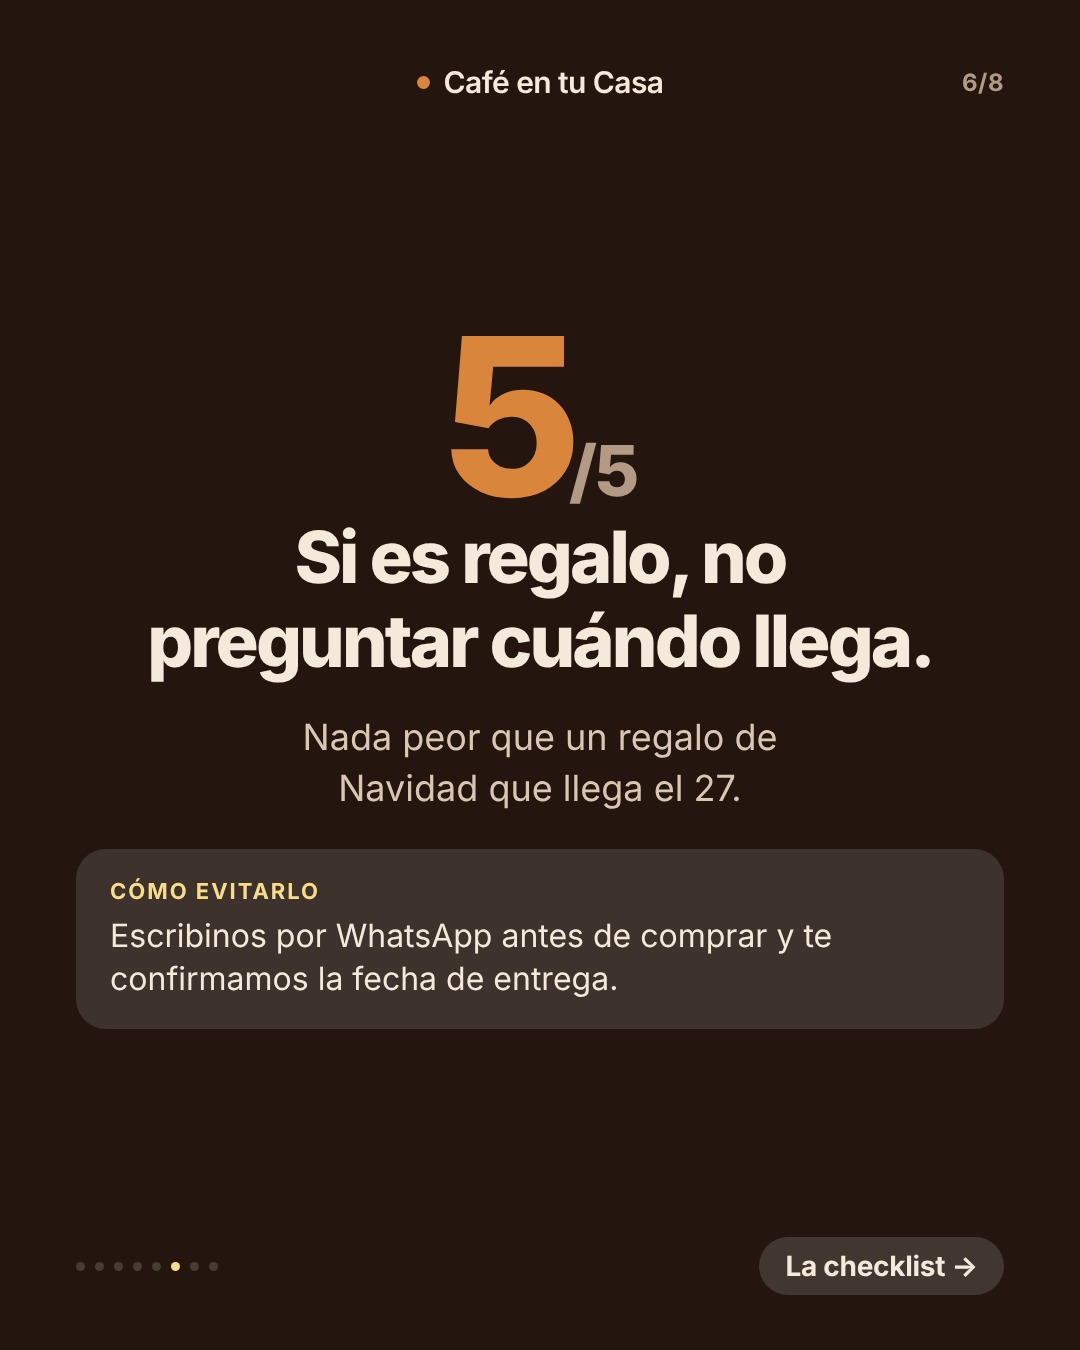 Café en tu Casa
6/8
5/5
Si es regalo, no
preguntar cuándo llega.
Nada peor que un regalo de
Navidad que llega el 27.
CÓMO EVITARLO
Escribinos por WhatsApp antes de comprar y te
confirmamos la fecha de entrega.
La checklist →